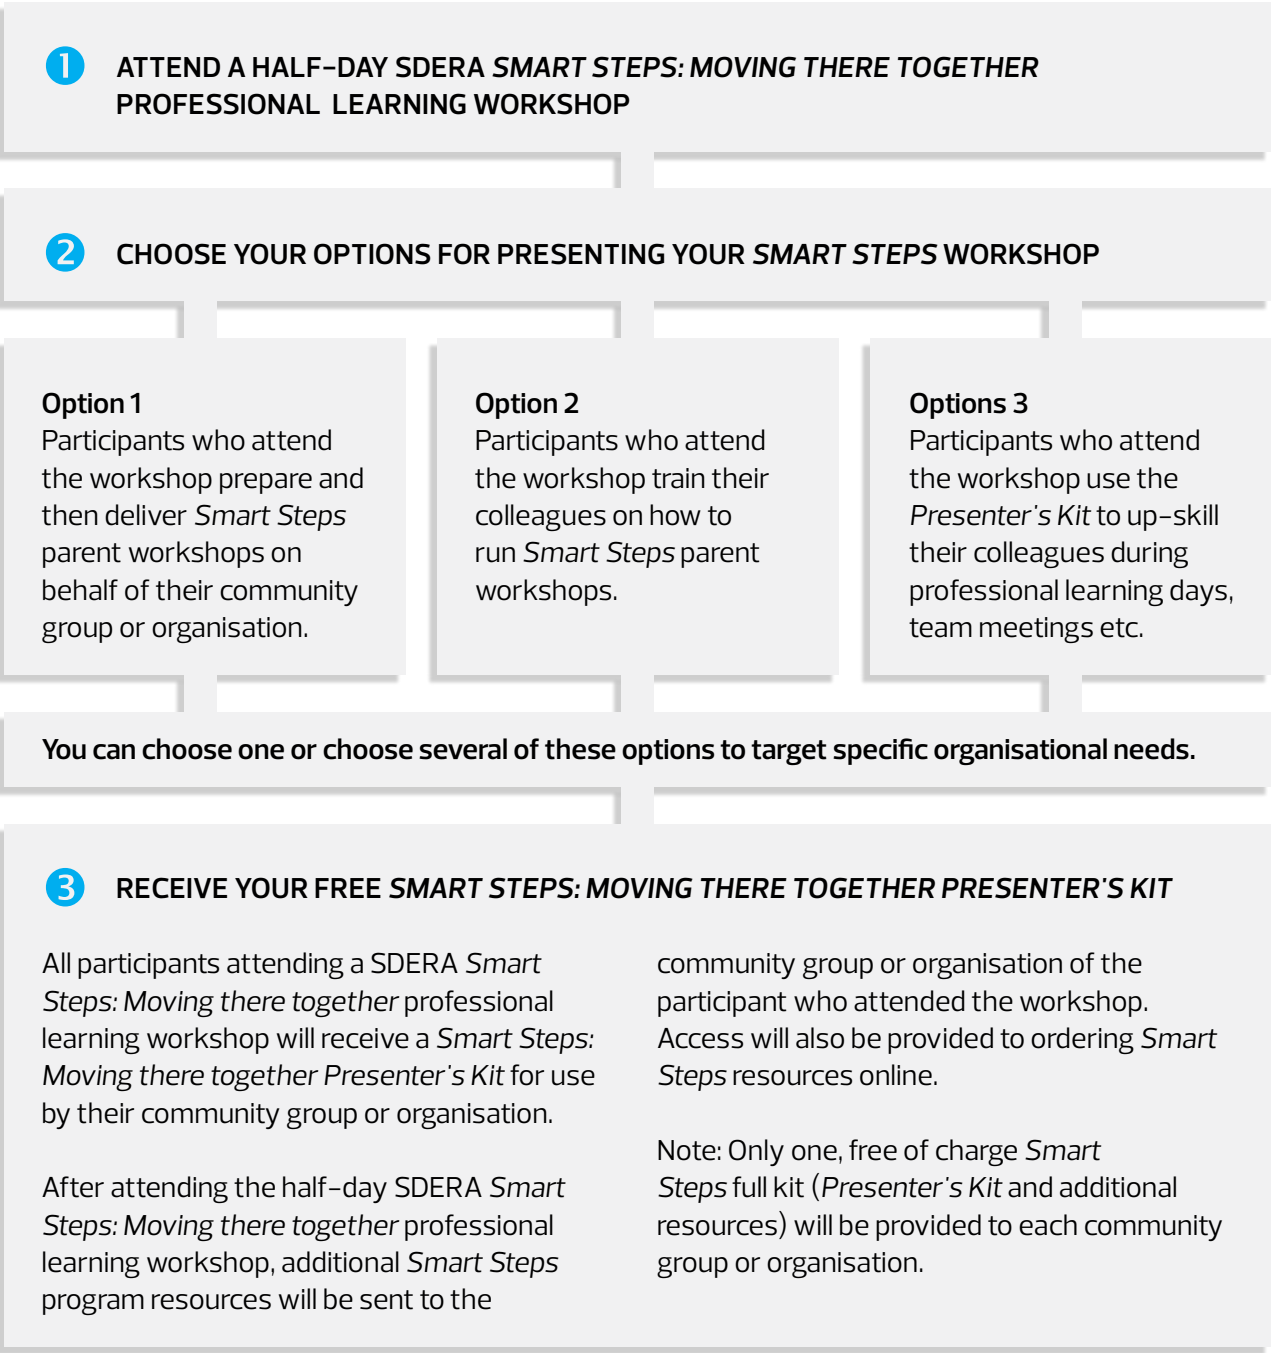 1 ATTEND A HALF-DAY SDERA SMART STEPS: MOVING THERE TOGETHER
PROFESSIONAL LEARNING WORKSHOP
2 CHOOSE YOUR OPTIONS FOR PRESENTING YOUR SMART STEPS WORKSHOP
Option 1
Participants who attend
the workshop prepare and
then deliver Smart Steps
parent workshops on
behalf of their community
group or organisation.
Option 2
Participants who attend
the workshop train their
colleagues on how to
run Smart Steps parent
workshops.
Options 3
Participants who attend
the workshop use the
Presenter's Kit to up-skill
their colleagues during
professional learning days,
team meetings etc.
You can choose one or choose several of these options to target specific organisational needs.
3 RECEIVE YOUR FREE SMART STEPS: MOVING THERE TOGETHER PRESENTER'S KIT
All participants attending a SDERA Smart
Steps: Moving there together professional
learning workshop will receive a Smart Steps:
Moving there together Presenter's Kit for use
by their community group or organisation.
After attending the half-day SDERA Smart
Steps: Moving there together professional
learning workshop, additional Smart Steps
program resources will be sent to the
community group or organisation of the
participant who attended the workshop.
Access will also be provided to ordering Smart
Steps resources online.
Note: Only one, free of charge Smart
Steps full kit (Presenter's Kit and additional
resources) will be provided to each community
group or organisation.